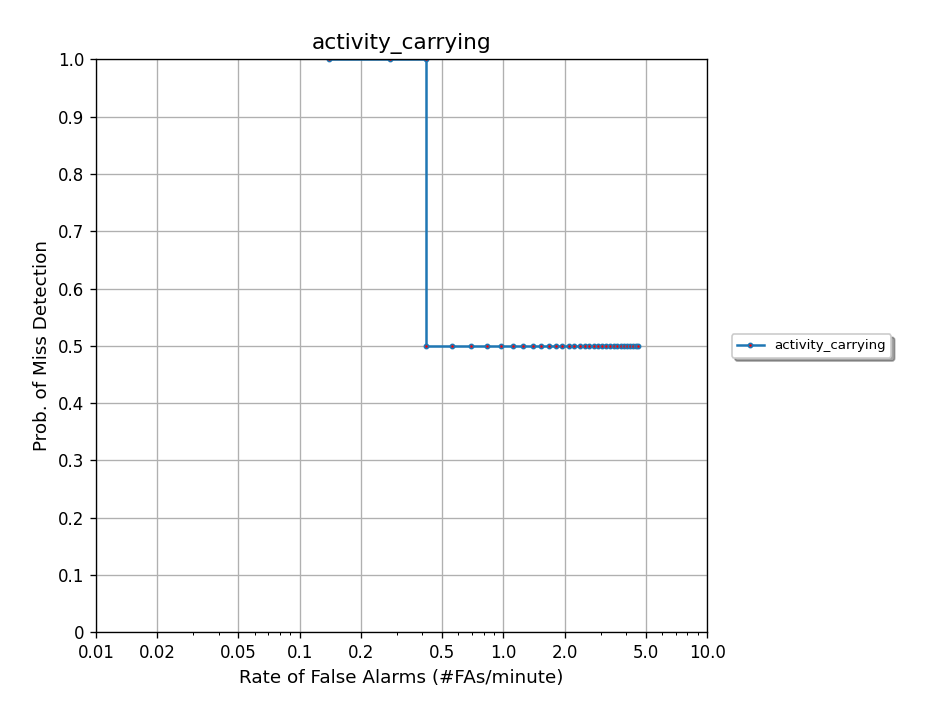 activity_carrying
1.0
0.9
0.8
0.7
0.6
0.5
0.4
0.3
0.2
0.1
0
Prob. of Miss Detection
0.01 0.02 0.05 0.1 0.2 0.5 1.0 2.0 5.0 10.0
Rate of False Alarms (#FAs/minute)
activity_carrying